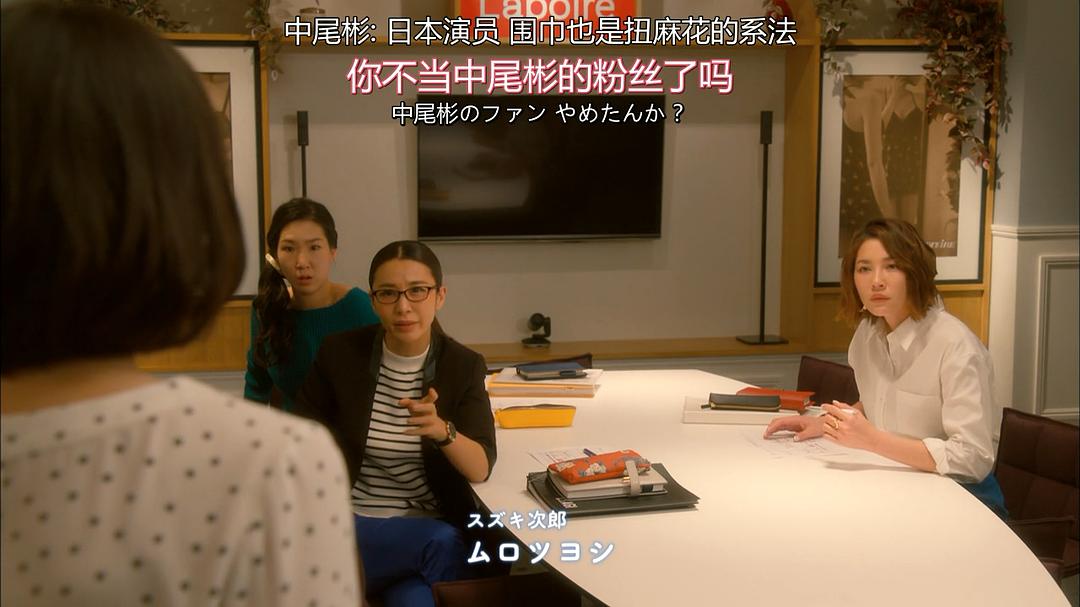 Laboire
中尾彬: 日本演员 围巾也是扭麻花的系法
你不当中尾彬的粉丝了吗
中尾彬のファン やめたんか？
スズキ次郎
ムロツヨシ